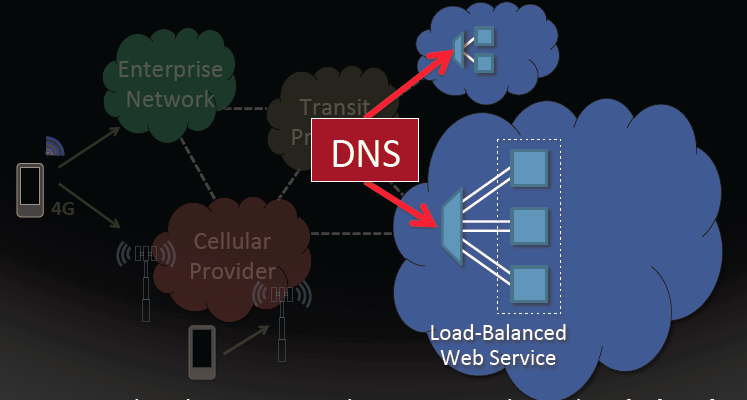 Enterprise
Network
Transit
DNS
4G
Cellular
Provider
Load-Balanced
Web Service